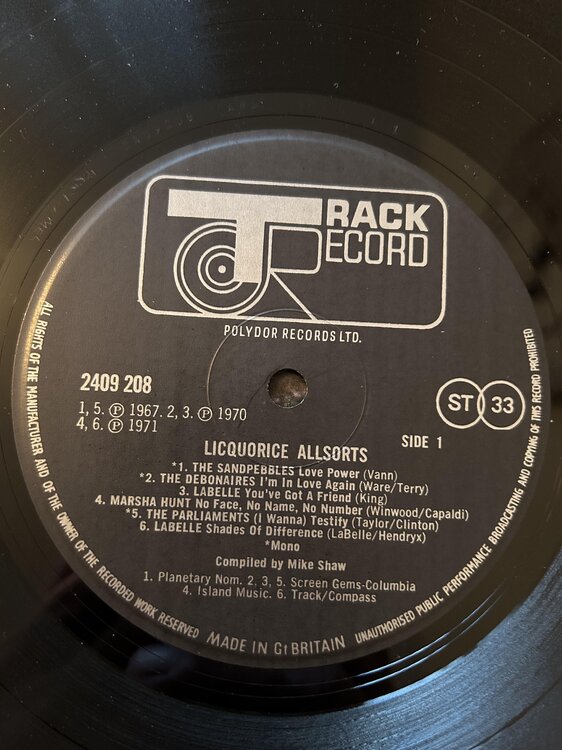 TRACK
RECORD
POLYDOR RECORDS LTD.
2409 208
1, 5. Ⓟ 1967. 2, 3. Ⓟ 1970
4, 6. Ⓟ 1971
ST 33
SIDE 1
LICQUORICE ALLSORTS
*1. THE SANDPEBBLES Love Power (Vann)
*2. THE DEBONAIRES I'm In Love Again (Ware/Terry)
3. LABELLE You've Got A Friend (King)
4. MARSHA HUNT No Face, No Name, No Number (Winwood/Capaldi)
*5. THE PARLIAMENTS (I Wanna) Testify (Taylor/Clinton)
6. LABELLE Shades Of Difference (LaBelle/Hendryx)
*Mono
Compiled by Mike Shaw
1. Planetary Nom. 2, 3, 5. Screen Gems-Columbia
4. Island Music. 6. Track/Compass
ALL RIGHTS OF THE MANUFACTURER AND OF THE OWNER OF THE RECORDED WORK RESERVED
MADE IN Gt BRITAIN
UNAUTHORISED PUBLIC PERFORMANCE BROADCASTING AND COPYING OF THIS RECORD PROHIBITED